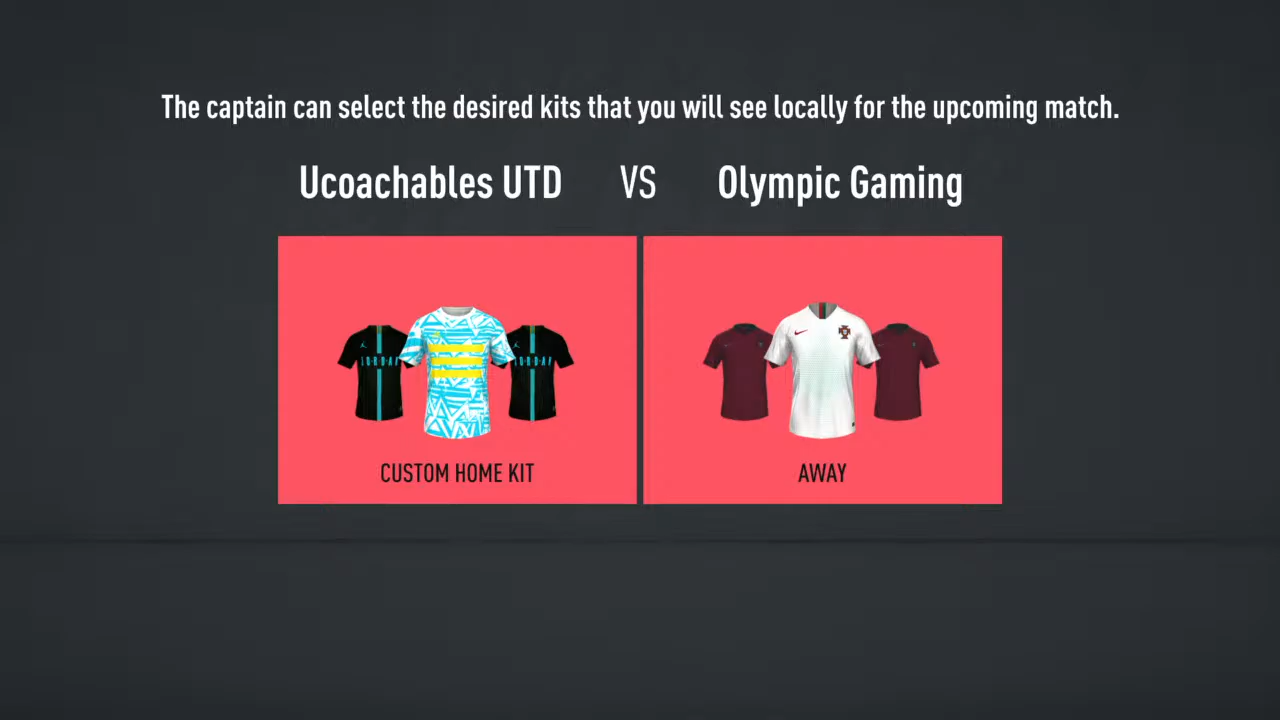 The captain can select the desired kits that you will see locally for the upcoming match.
Ucoachables UTD VS Olympic Gaming
CUSTOM HOME KIT
AWAY